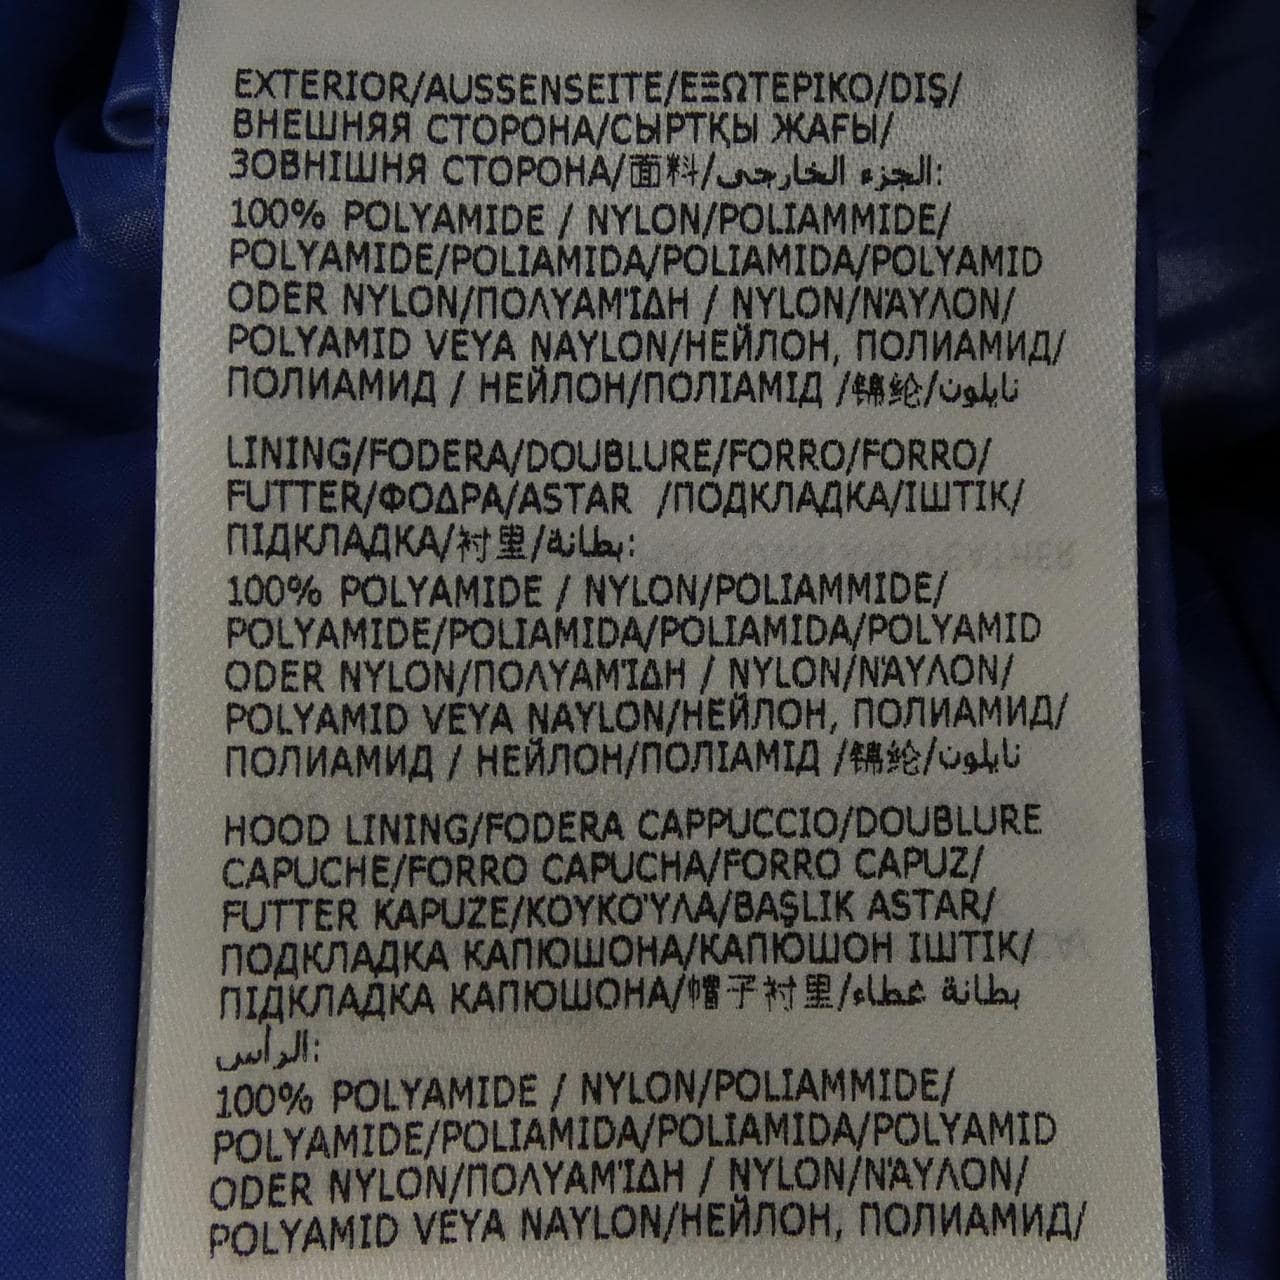 EXTERIOR/AUSSENSEITE/ΕΞΩΤΕΡΙΚΟ/DIŞ/
ВНЕШНЯЯ СТОРОНА/СЫРТҚЫ ЖАҒЫ/
ЗОВНІШНЯ СТОРОНА/面料/الجزء الخارجي:
100% POLYAMIDE / NYLON/POLIAMMIDE/
POLYAMIDE/POLIAMIDA/POLIAMIDA/POLYAMID
ODER NYLON/ΠΟΛΥΑΜΊΔΗ / NYLON/ΝΆΥΛΟΝ/
POLYAMID VEYA NAYLON/НЕЙЛОН, ПОЛИАМИД/
ПОЛИАМИД / НЕЙЛОН/ПОЛІАМІД /锦纶/نايلون
LINING/FODERA/DOUBLURE/FORRO/FORRO/
FUTTER/ΦΟΔΡΑ/ASTAR /ПОДКЛАДКА/ІШТІК/
ПІДКЛАДКА/衬里/بطانة:
100% POLYAMIDE / NYLON/POLIAMMIDE/
POLYAMIDE/POLIAMIDA/POLIAMIDA/POLYAMID
ODER NYLON/ΠΟΛΥΑΜΊΔΗ / NYLON/ΝΆΥΛΟΝ/
POLYAMID VEYA NAYLON/НЕЙЛОН, ПОЛИАМИД/
ПОЛИАМИД / НЕЙЛОН/ПОЛІАМІД /锦纶/نايلون
HOOD LINING/FODERA CAPPUCCIO/DOUBLURE
CAPUCHE/FORRO CAPUCHA/FORRO CAPUZ/
FUTTER KAPUZE/ΚΟΥΚΟΎΛΑ/BAŞLIK ASTAR/
ПОДКЛАДКА КАПЮШОНА/КАПЮШОН ІШТІК/
ПІДКЛАДКА КАПЮШОНА/帽子衬里/بطانة غطاء
الرأس:
100% POLYAMIDE / NYLON/POLIAMMIDE/
POLYAMIDE/POLIAMIDA/POLIAMIDA/POLYAMID
ODER NYLON/ΠΟΛΥΑΜΊΔΗ / NYLON/ΝΆΥΛΟΝ/
POLYAMID VEYA NAYLON/НЕЙЛОН, ПОЛИАМИД/